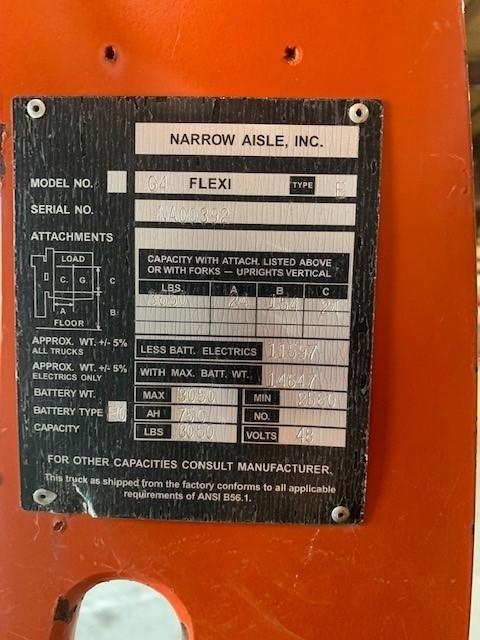 NARROW AISLE, INC.
MODEL NO. G4 FLEXI TYPE E
SERIAL NO. NA00392
ATTACHMENTS
LOAD
C. G.
C
A
B
FLOOR
CAPACITY WITH ATTACH. LISTED ABOVE
OR WITH FORKS — UPRIGHTS VERTICAL
LBS. A B C
3650 24 154 24
APPROX. WT. +/- 5%
ALL TRUCKS
LESS BATT. ELECTRICS 11597
APPROX. WT. +/- 5%
ELECTRICS ONLY
WITH MAX. BATT. WT. 14647
BATTERY WT. MAX 3050 MIN
BATTERY TYPE EO AH 750 NO.
CAPACITY LBS VOLTS 48
FOR OTHER CAPACITIES CONSULT MANUFACTURER.
This truck as shipped from the factory conforms to all applicable
requirements of ANSI B56.1.